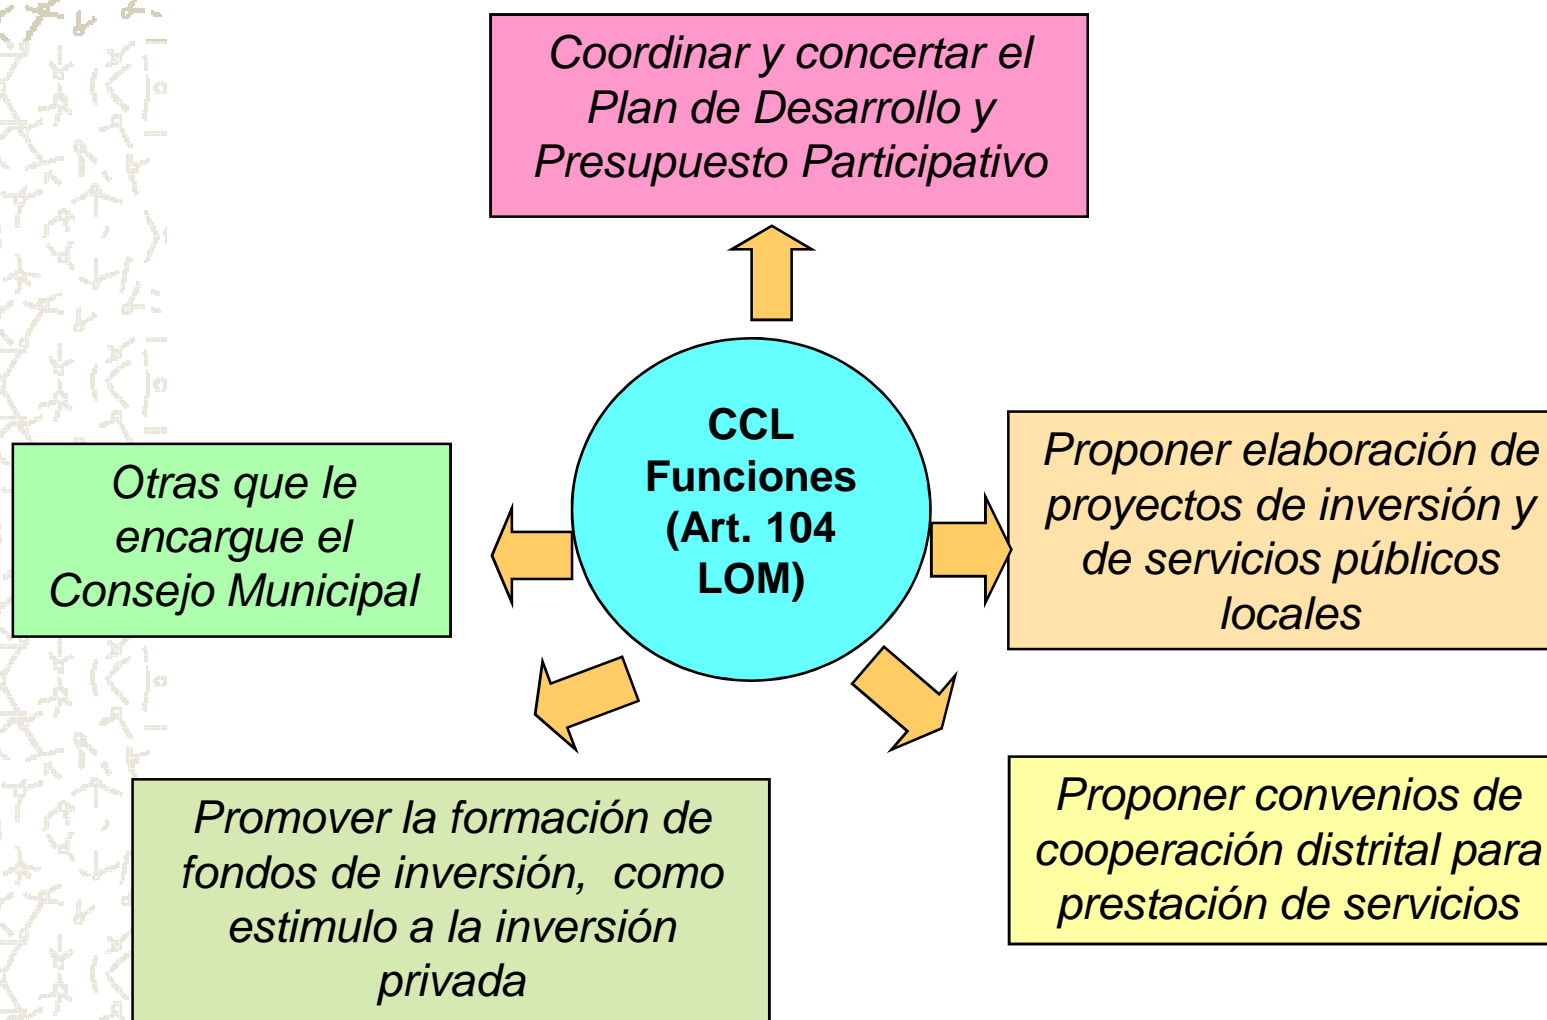 Coordinar y concertar el
Plan de Desarrollo y
Presupuesto Participativo
CCL
Funciones
(Art. 104
LOM)
Otras que le
encargue el
Consejo Municipal
Proponer elaboración de
proyectos de inversión y
de servicios públicos
locales
Promover la formación de
fondos de inversión,  como
estimulo a la inversión
privada
Proponer convenios de
cooperación distrital para
prestación de servicios